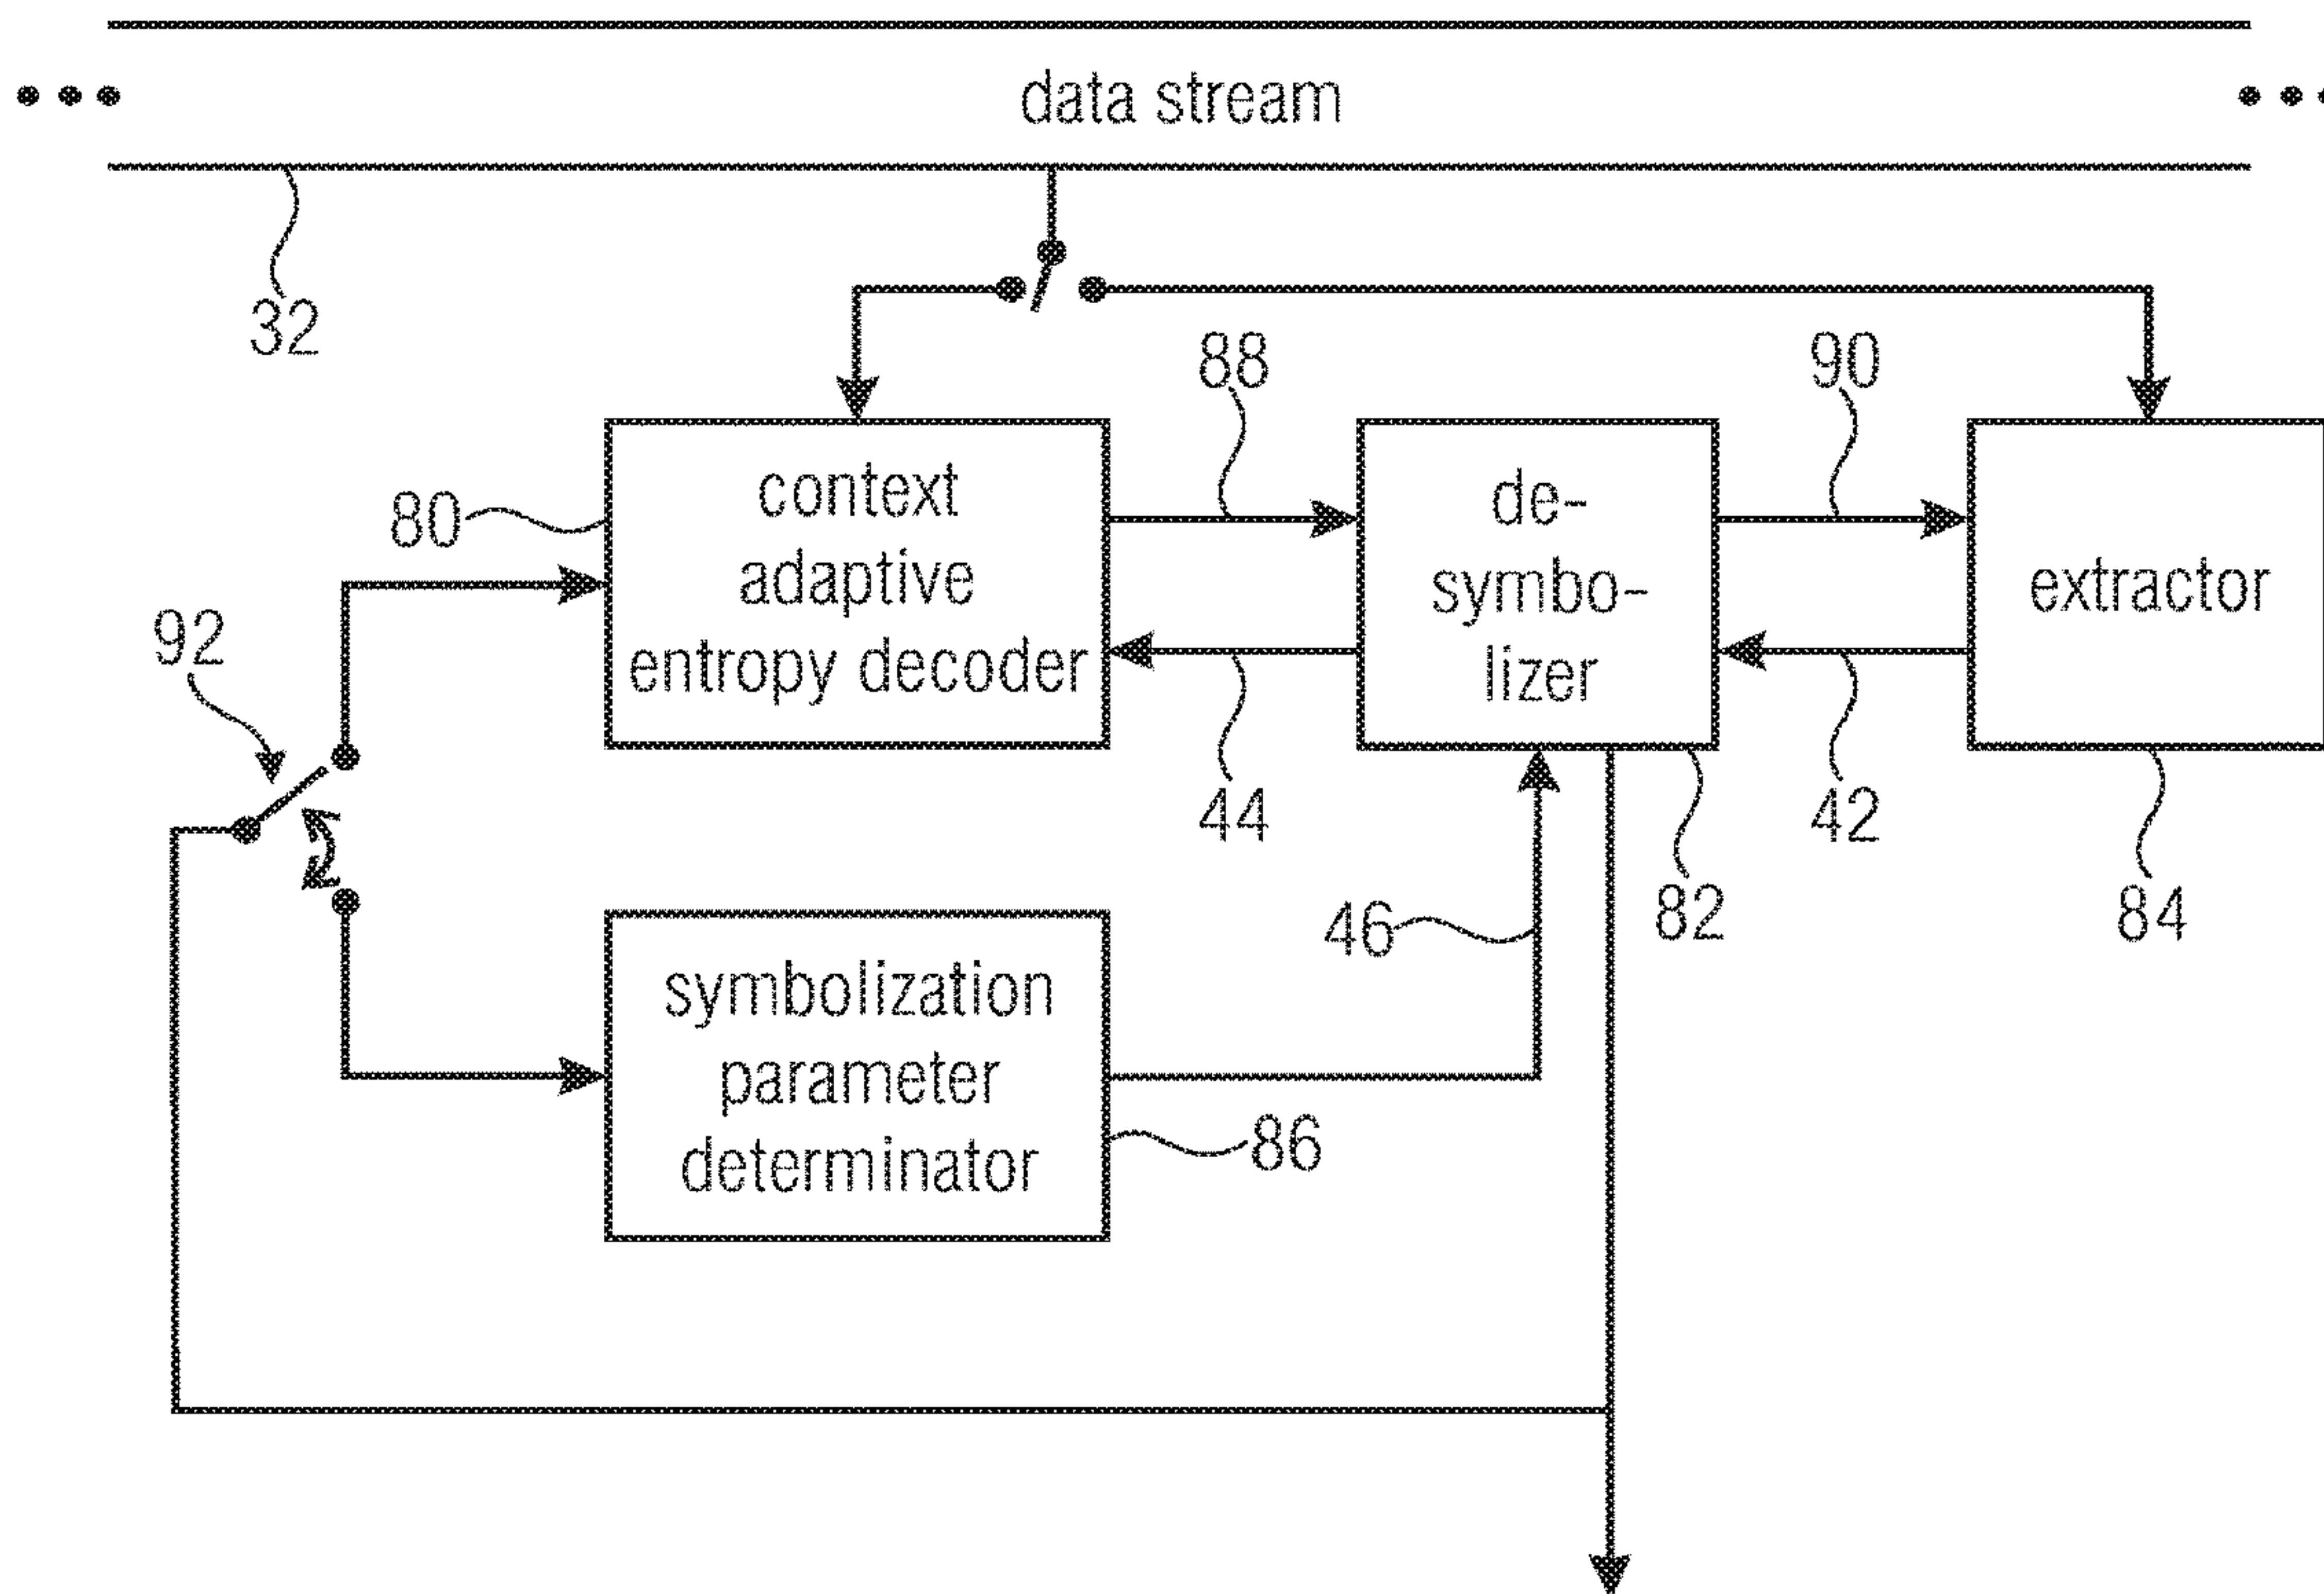 data stream
32
88
90
80
context
adaptive
entropy decoder
de-
symbo-
lizer
extractor
92
44
42
46
82
84
symbolization
parameter
determinator
86